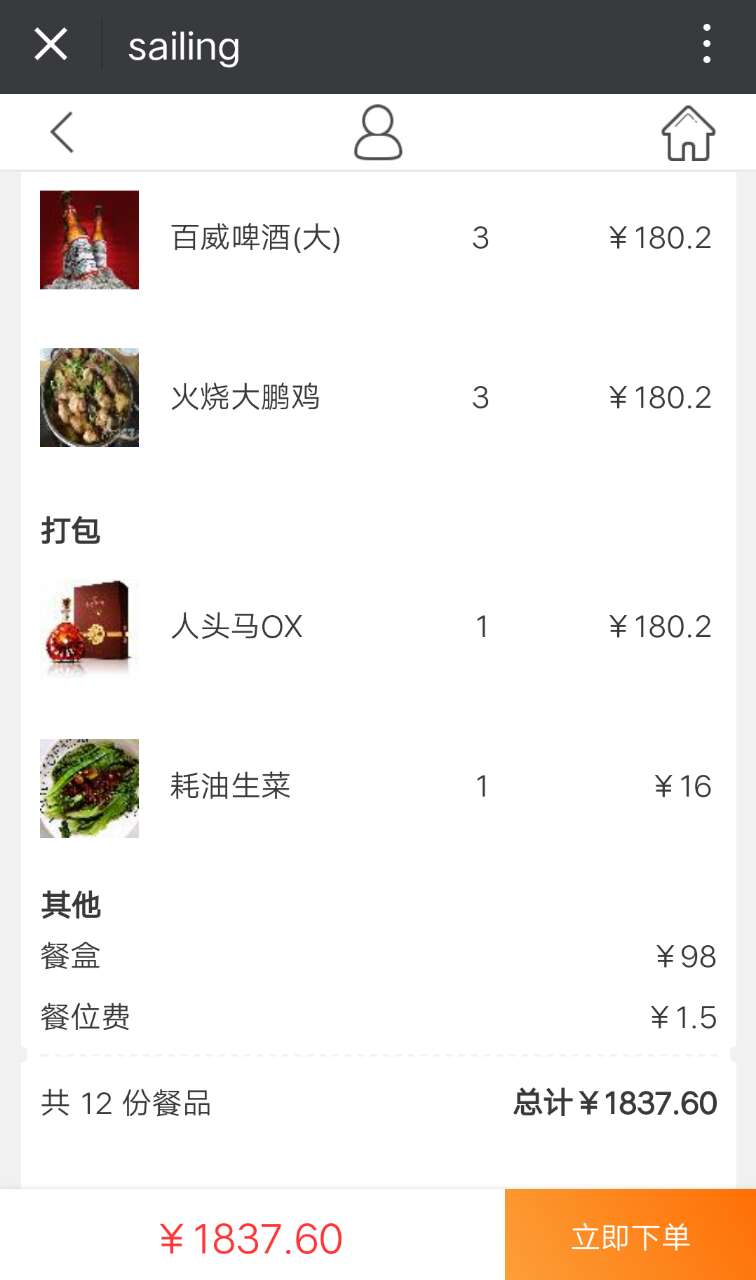 sailing
百威啤酒(大) 3 ¥180.2
火烧大鹏鸡 3 ¥180.2
打包
人头马OX 1 ¥180.2
耗油生菜 1 ¥16
其他
餐盒 ¥98
餐位费 ¥1.5
共 12 份餐品 总计¥1837.60
¥1837.60 立即下单